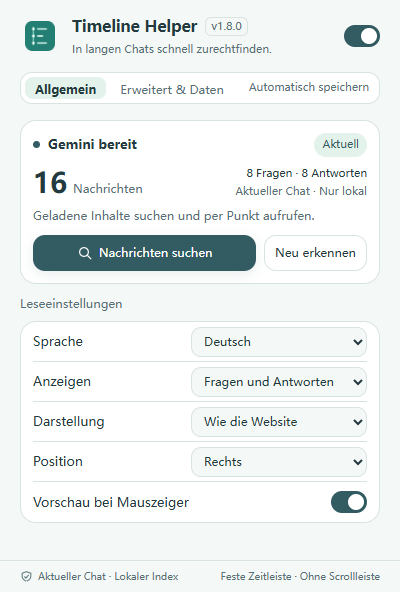 Timeline Helper v1.8.0
In langen Chats schnell zurechtfinden.
Allgemein Erweitert & Daten Automatisch speichern
Gemini bereit Aktuell
16 Nachrichten
8 Fragen · 8 Antworten
Aktueller Chat · Nur lokal
Geladene Inhalte suchen und per Punkt aufrufen.
Nachrichten suchen Neu erkennen
Leseeinstellungen
Sprache Deutsch
Anzeigen Fragen und Antworten
Darstellung Wie die Website
Position Rechts
Vorschau bei Mauszeiger
Aktueller Chat · Lokaler Index Feste Zeitleiste · Ohne Scrollleiste